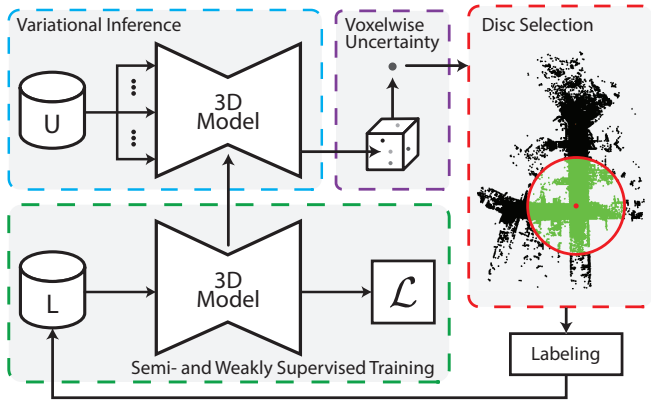 Variational Inference
Voxelwise
Uncertainty
Disc Selection
U
3D
Model
L
3D
Model
ℒ
Semi- and Weakly Supervised Training
Labeling